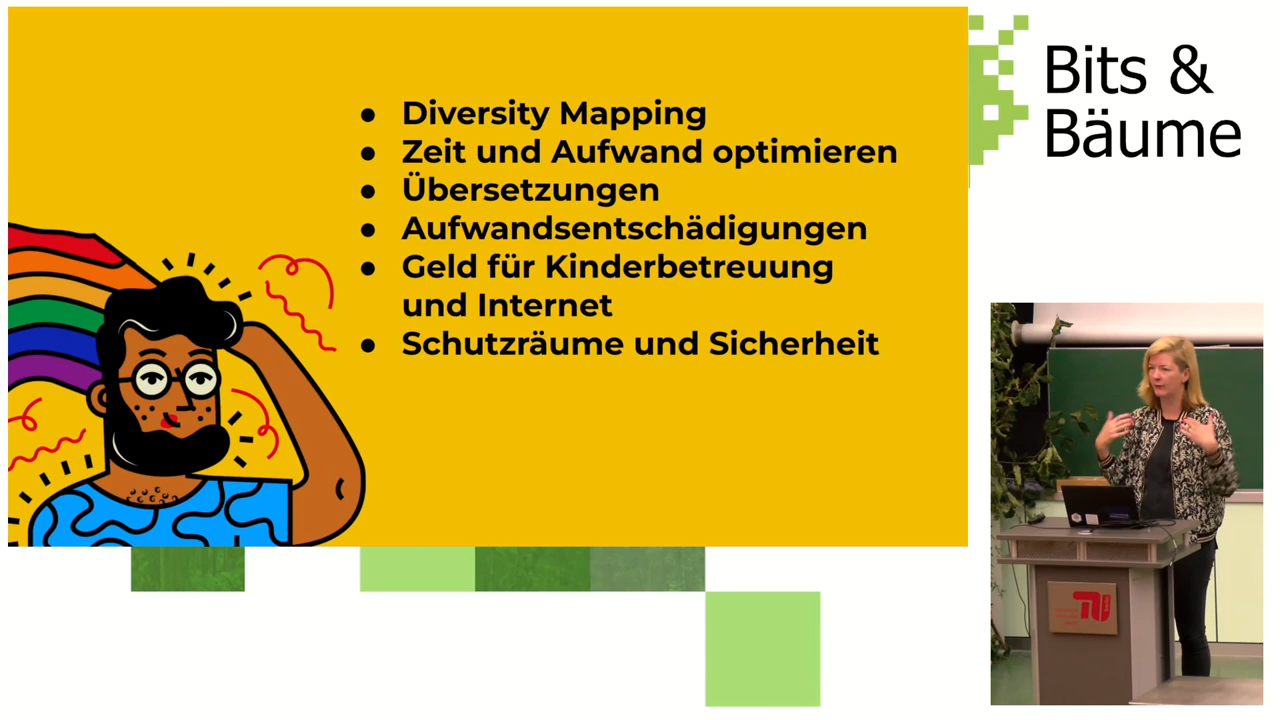 ● Diversity Mapping
● Zeit und Aufwand optimieren
● Übersetzungen
● Aufwandsentschädigungen
● Geld für Kinderbetreuung
und Internet
● Schutzräume und Sicherheit
Bits &
Bäume